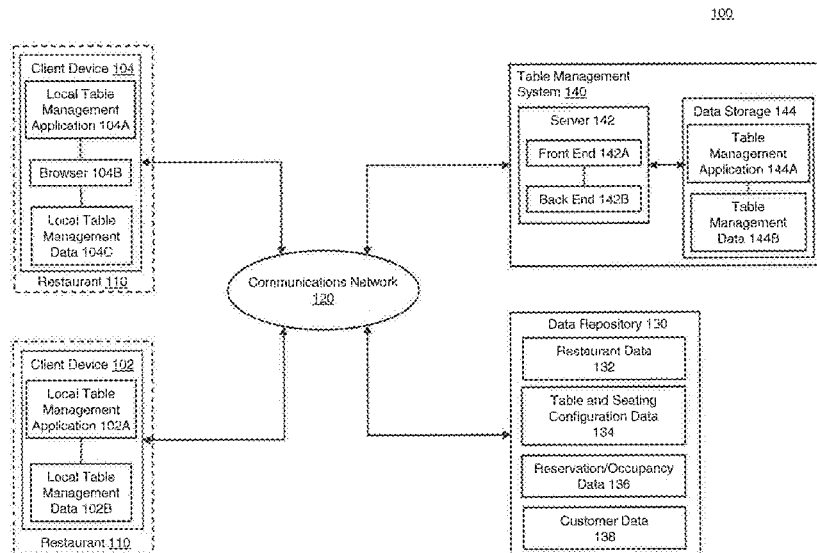 100
Client Device 104
Local Table
Management
Application 104A
Browser 104B
Local Table
Management
Data 104C
Restaurant 110
Client Device 102
Local Table
Management
Application 102A
Local Table
Management
Data 102B
Restaurant 110
Communications Network
120
Table Management
System 140
Server 142
Front End 142A
Back End 142B
Data Storage 144
Table
Management
Application
144A
Table
Management
Data 144B
Data Repository 130
Restaurant Data
132
Table and Seating
Configuration Data
134
Reservation/Occupancy
Data 136
Customer Data
138